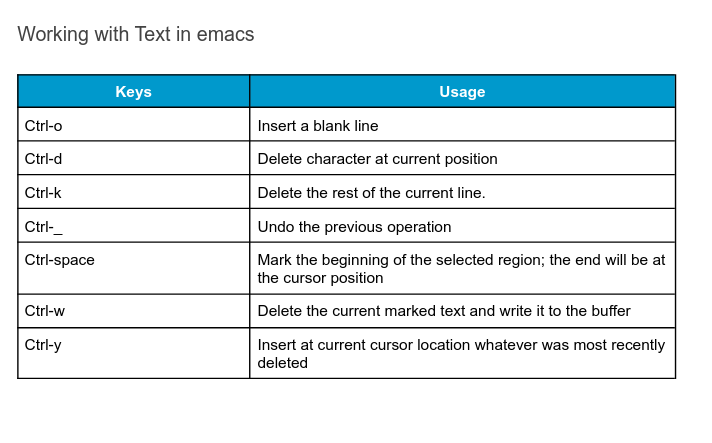 Working with Text in emacs
Keys Usage
Ctrl-o Insert a blank line
Ctrl-d Delete character at current position
Ctrl-k Delete the rest of the current line.
Ctrl-_ Undo the previous operation
Ctrl-space Mark the beginning of the selected region; the end will be at
the cursor position
Ctrl-w Delete the current marked text and write it to the buffer
Ctrl-y Insert at current cursor location whatever was most recently
deleted